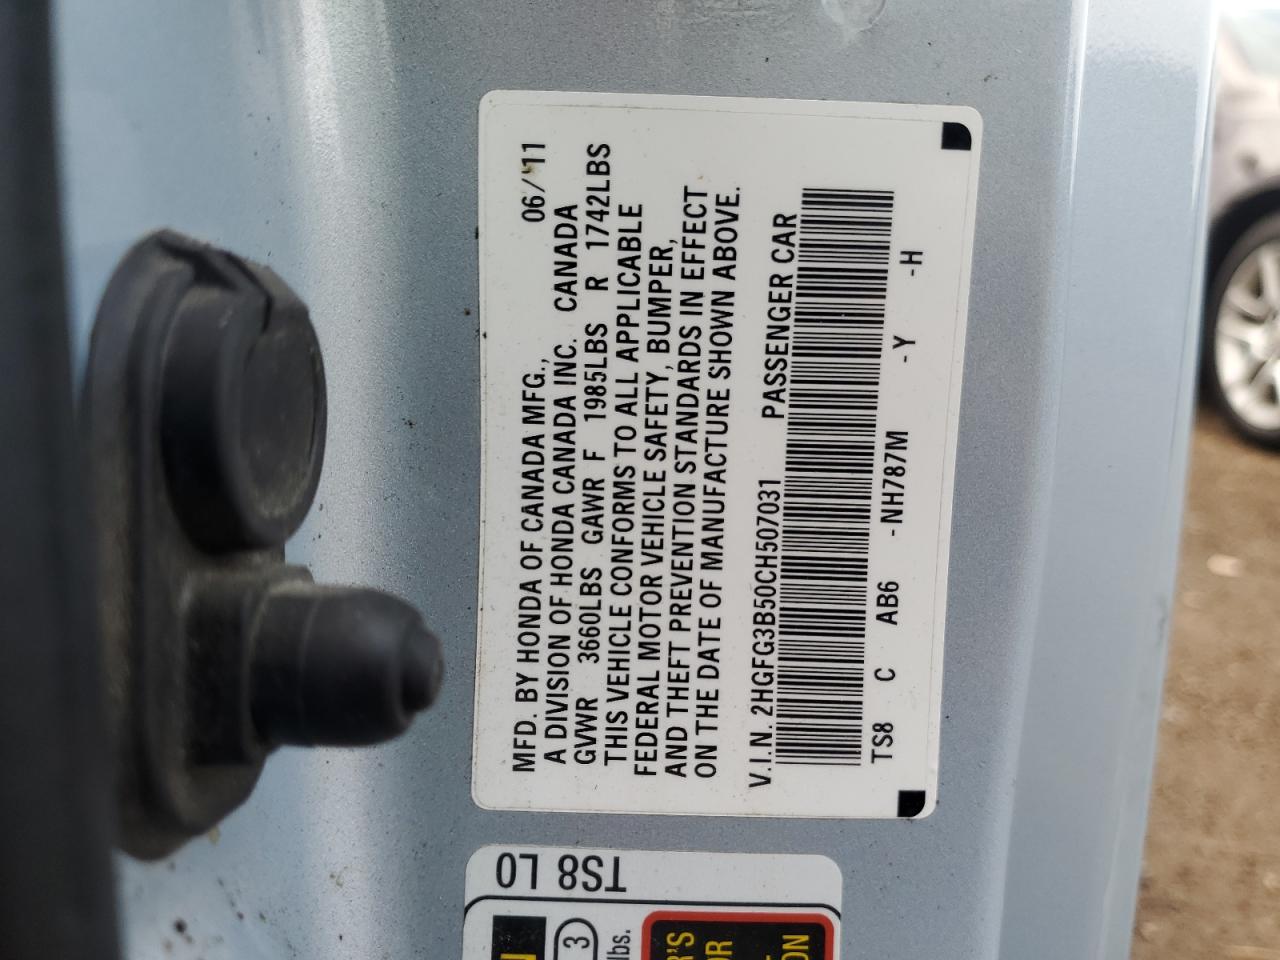 MFD. BY HONDA OF CANADA MFG., 06/11
A DIVISION OF HONDA CANADA INC. CANADA
GVWR 3660LBS GAWR F 1985LBS R 1742LBS
THIS VEHICLE CONFORMS TO ALL APPLICABLE
FEDERAL MOTOR VEHICLE SAFETY, BUMPER,
AND THEFT PREVENTION STANDARDS IN EFFECT
ON THE DATE OF MANUFACTURE SHOWN ABOVE.
V.I.N. 2HGFG3B50CH507031 PASSENGER CAR
TS8 C AB6 -NH787M -Y -H
TS8 L0
3
lbs.